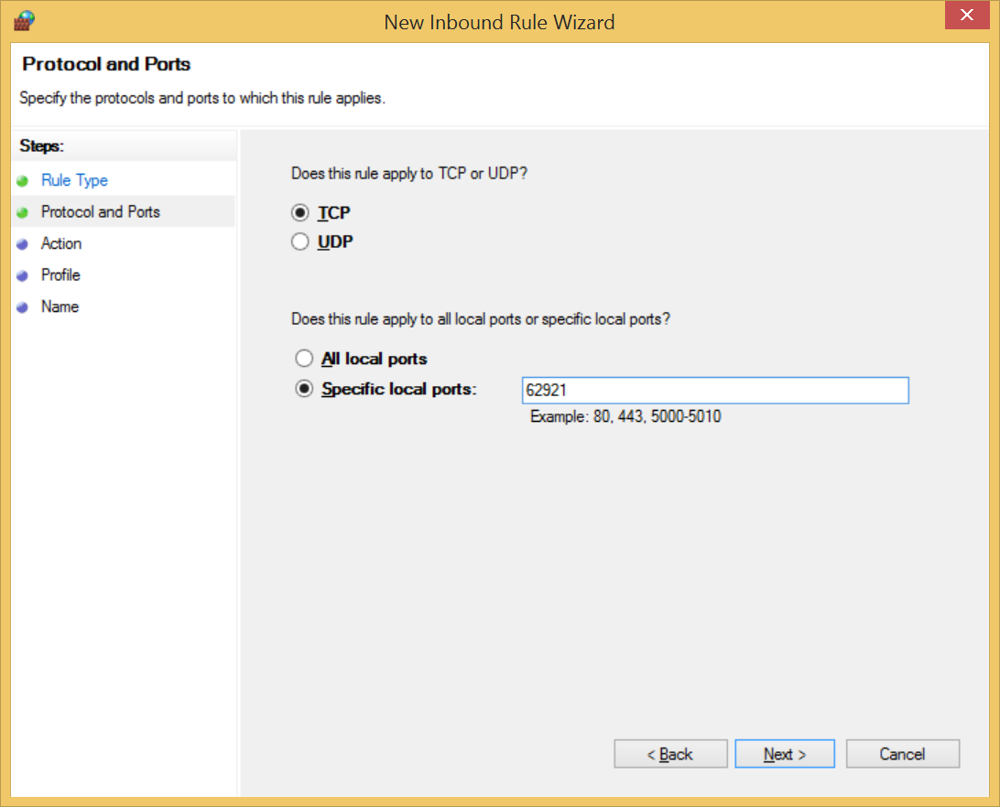 New Inbound Rule Wizard
Protocol and Ports
Specify the protocols and ports to which this rule applies.
Steps:
Rule Type
Protocol and Ports
Action
Profile
Name
Does this rule apply to TCP or UDP?
TCP
UDP
Does this rule apply to all local ports or specific local ports?
All local ports
Specific local ports: 62921
Example: 80, 443, 5000-5010
< Back Next > Cancel